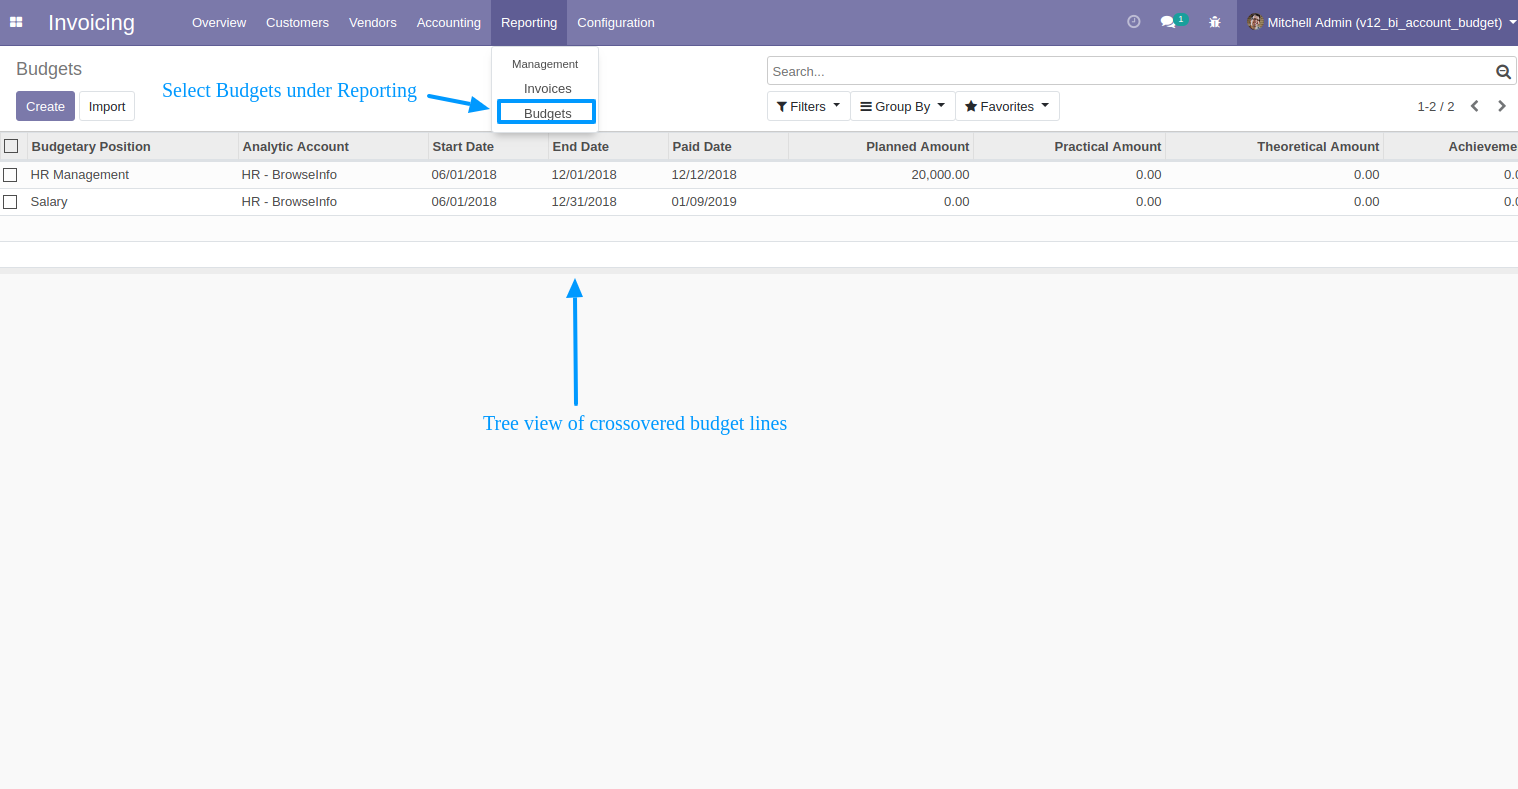 Invoicing Overview Customers Vendors Accounting Reporting Configuration 1 Mitchell Admin (v12_bi_account_budget)
Budgets
Management
Search...
Select Budgets under Reporting
Invoices
Create Import
Filters Group By Favorites 1-2 / 2
Budgets
Budgetary Position Analytic Account Start Date End Date Paid Date Planned Amount Practical Amount Theoretical Amount Achieveme
HR Management HR - BrowseInfo 06/01/2018 12/01/2018 12/12/2018 20,000.00 0.00 0.00 0.0
Salary HR - BrowseInfo 06/01/2018 12/31/2018 01/09/2019 0.00 0.00 0.00 0.0
Tree view of crossovered budget lines